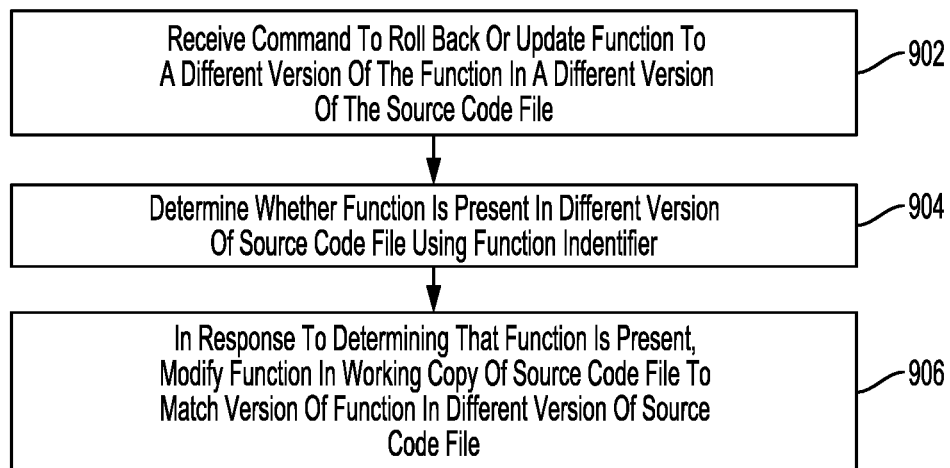 Receive Command To Roll Back Or Update Function To
A Different Version Of The Function In A Different Version
Of The Source Code File
902
Determine Whether Function Is Present In Different Version
Of Source Code File Using Function Indentifier
904
In Response To Determining That Function Is Present,
Modify Function In Working Copy Of Source Code File To
Match Version Of Function In Different Version Of Source
Code File
906